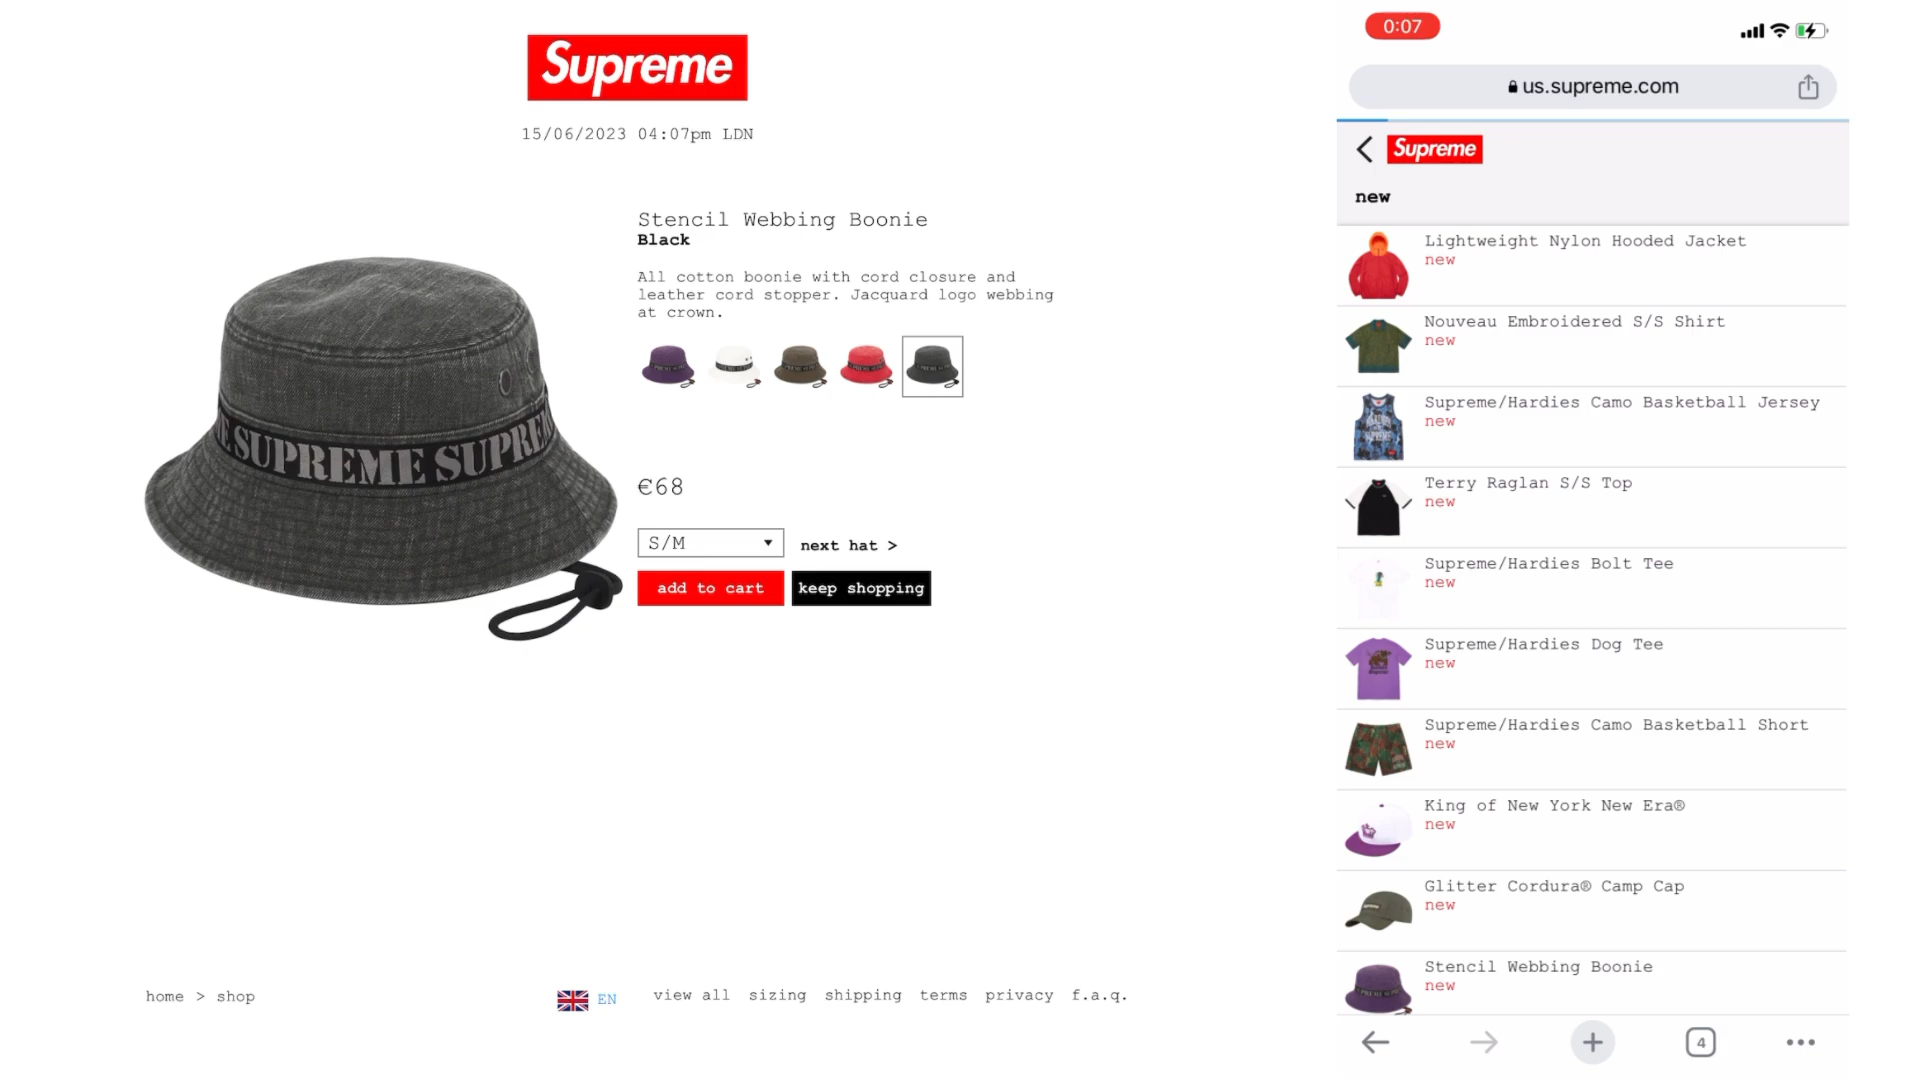 Supreme
15/06/2023 04:07pm LDN
Stencil Webbing Boonie
Black
All cotton boonie with cord closure and
leather cord stopper. Jacquard logo webbing
at crown.
SUPREME SUPREM
€68
S/M
next hat >
add to cart
keep shopping
home > shop
EN
view all sizing shipping terms privacy f.a.q.
0:07
us.supreme.com
Supreme
new
Lightweight Nylon Hooded Jacket
new
Nouveau Embroidered S/S Shirt
new
Supreme/Hardies Camo Basketball Jersey
new
Terry Raglan S/S Top
new
Supreme/Hardies Bolt Tee
new
Supreme/Hardies Dog Tee
new
Supreme/Hardies Camo Basketball Short
new
King of New York New Era®
new
Glitter Cordura® Camp Cap
new
Stencil Webbing Boonie
new
4